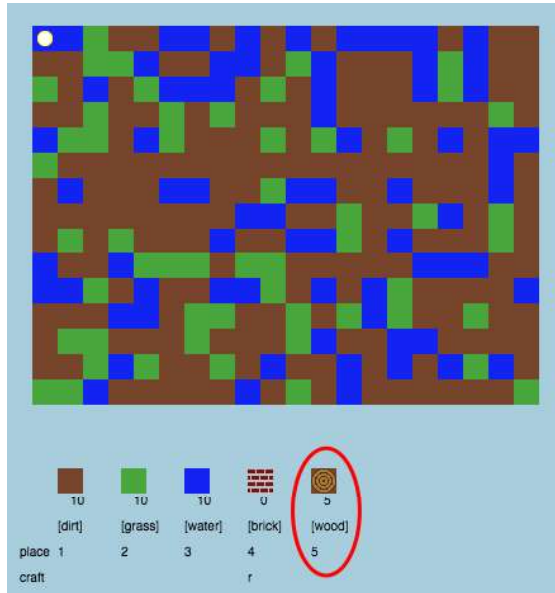 10 10 10 0 5
[dirt] [grass] [water] [brick] [wood]
place 1 2 3 4 5
craft r